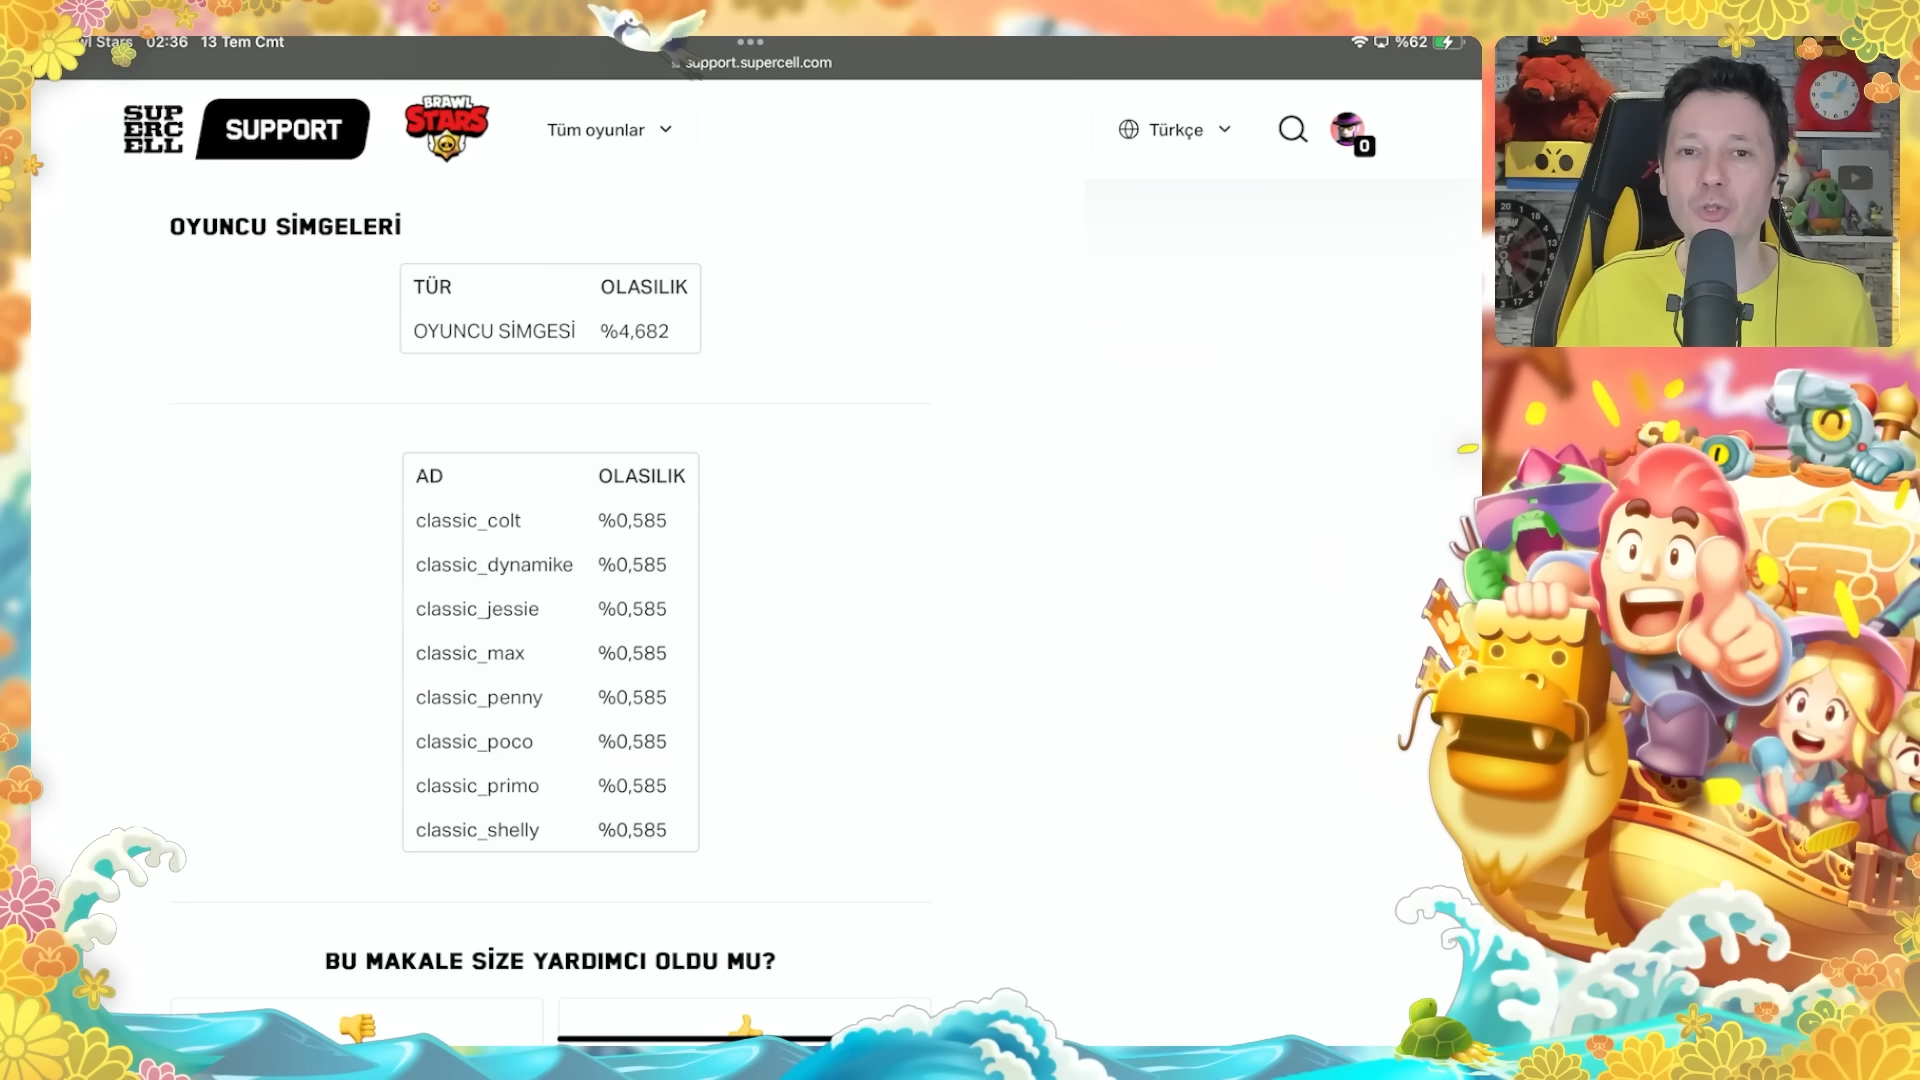 02:36 13 Tem Cmt
%62
support.supercell.com
SUPERCELL
SUPPORT
BRAWL STARS
Tüm oyunlar
Türkçe
0
OYUNCU SİMGELERİ
TÜR OLASILIK
OYUNCU SİMGESİ %4,682
AD OLASILIK
classic_colt %0,585
classic_dynamike %0,585
classic_jessie %0,585
classic_max %0,585
classic_penny %0,585
classic_poco %0,585
classic_primo %0,585
classic_shelly %0,585
BU MAKALE SİZE YARDIMCI OLDU MU?